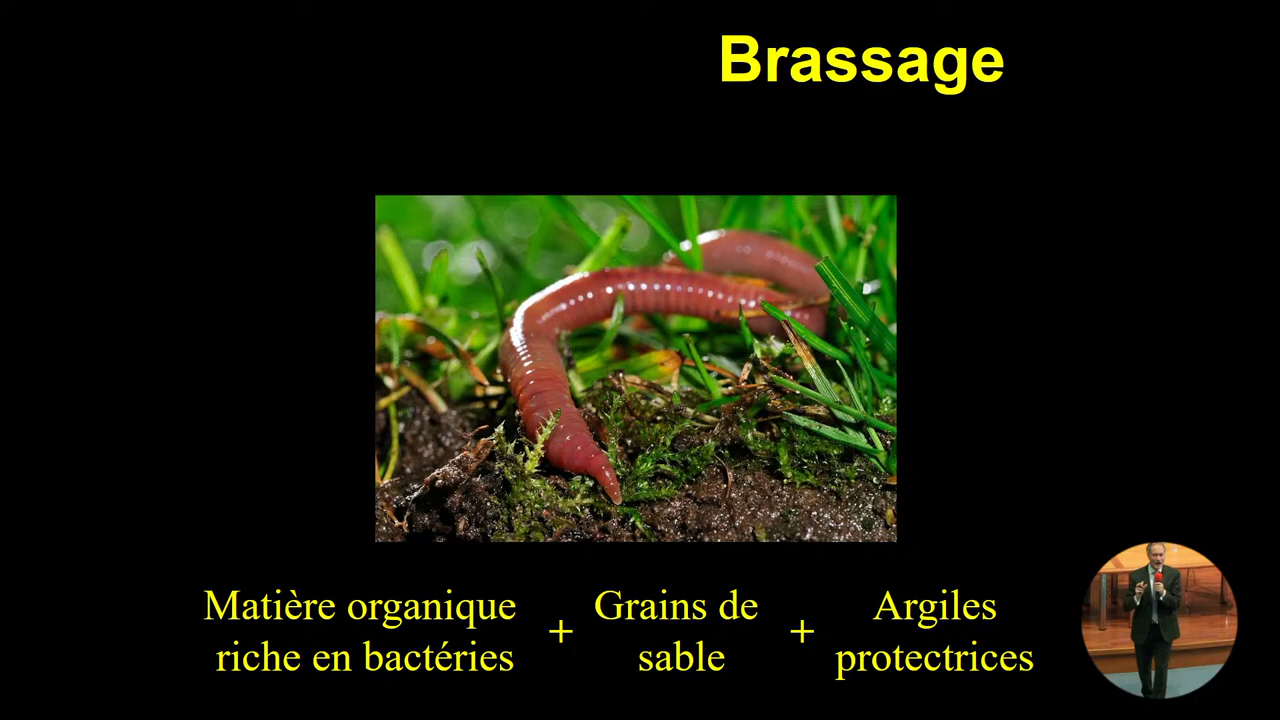 Brassage
Matière organique
riche en bactéries
+
Grains de
sable
+
Argiles
protectrices